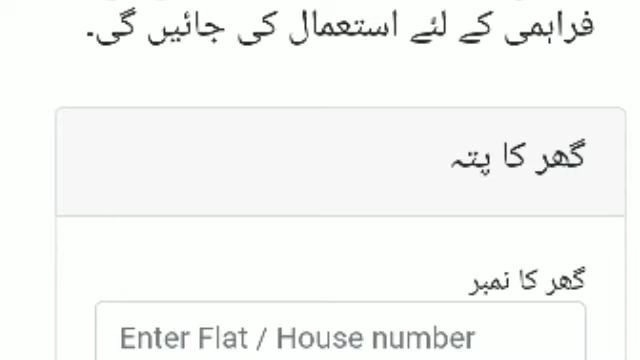 فراہمی کے لئے استعمال کی جائیں گی۔
گھر کا پتہ
گھر کا نمبر
Enter Flat / House number